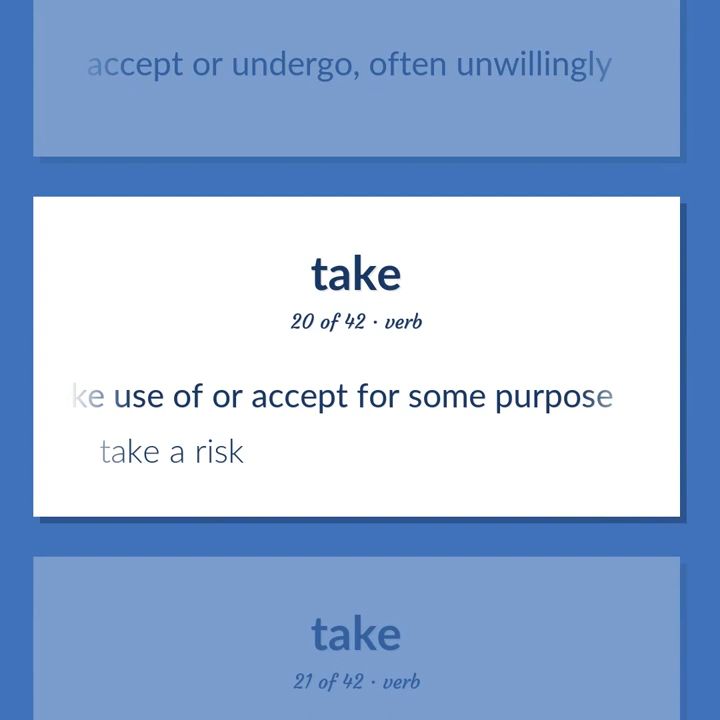 accept or undergo, often unwillingly
take
20 of 42 · verb
ke use of or accept for some purpose
take a risk
take
21 of 42 · verb